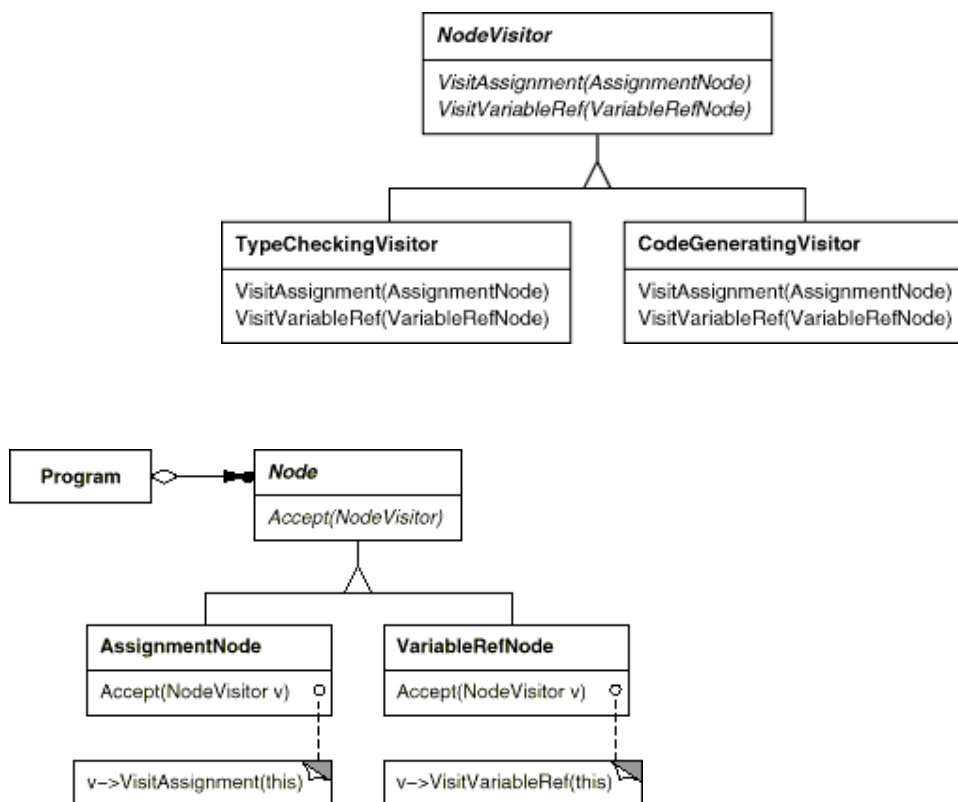 NodeVisitor
VisitAssignment(AssignmentNode)
VisitVariableRef(VariableRefNode)
TypeCheckingVisitor
VisitAssignment(AssignmentNode)
VisitVariableRef(VariableRefNode)
CodeGeneratingVisitor
VisitAssignment(AssignmentNode)
VisitVariableRef(VariableRefNode)
Program
Node
Accept(NodeVisitor)
AssignmentNode
Accept(NodeVisitor v)
VariableRefNode
Accept(NodeVisitor v)
v->VisitAssignment(this)
v->VisitVariableRef(this)